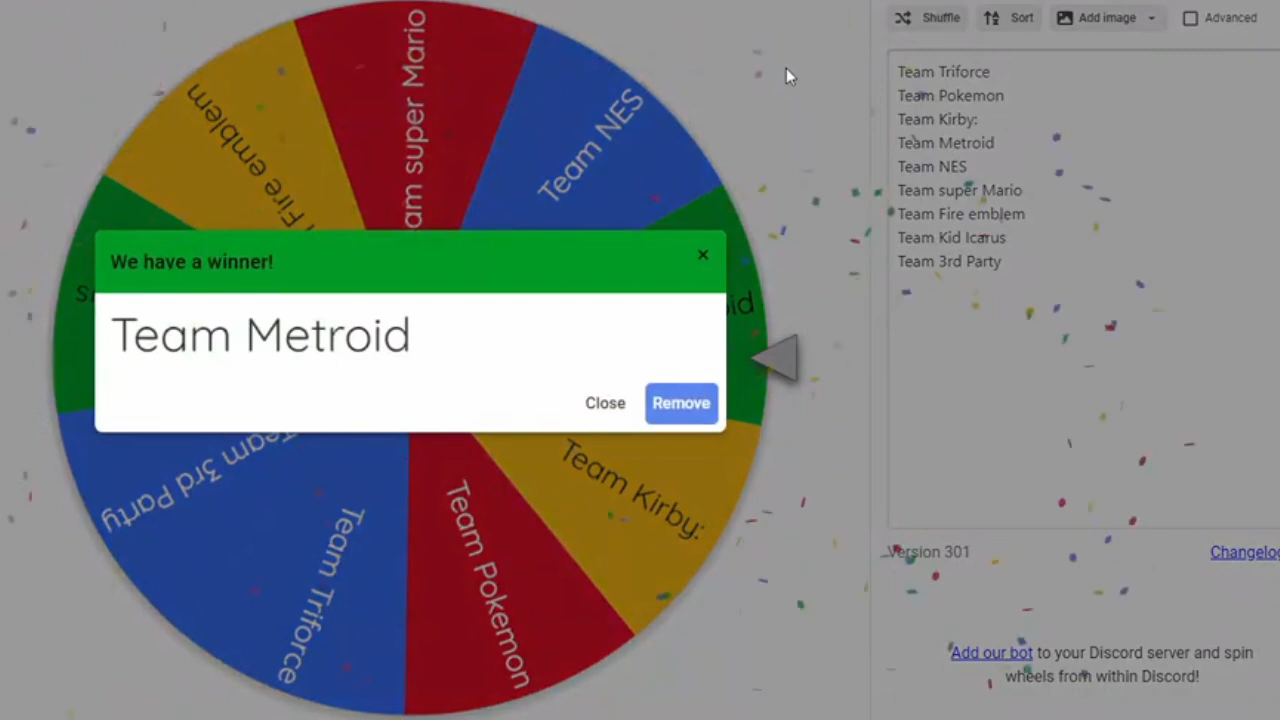 Shuffle
Sort
Add image
Advanced
Team Triforce
Team Pokemon
Team Kirby:
Team Metroid
Team NES
Team super Mario
Team Fire emblem
Team Kid Icarus
Team 3rd Party
am super Mario
Team NES
Fire emblem
We have a winner!
Team Metroid
Close
Remove
Team 3rd Party
Team Triforce
Team Pokemon
Team Kirby:
Version 301
Changelog
Add our bot to your Discord server and spin
wheels from within Discord!